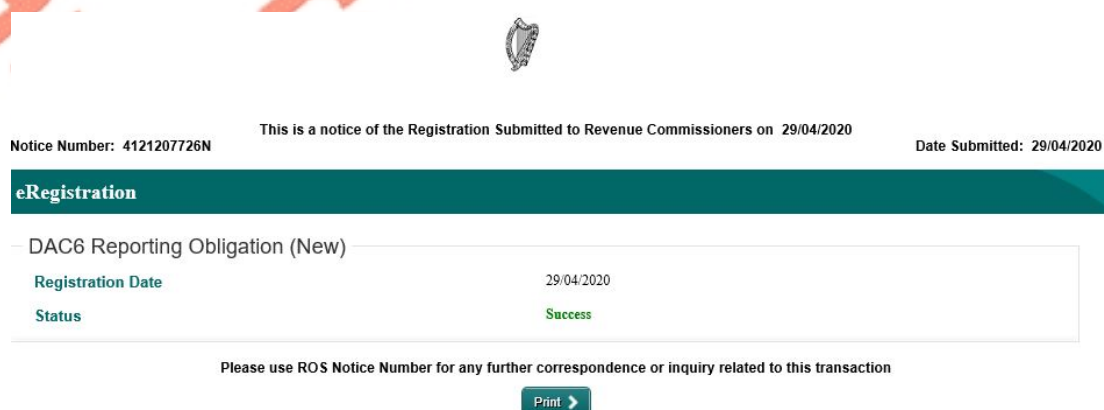 This is a notice of the Registration Submitted to Revenue Commissioners on 29/04/2020
Notice Number: 4121207726N
Date Submitted: 29/04/2020
eRegistration
DAC6 Reporting Obligation (New)
Registration Date 29/04/2020
Status Success
Please use ROS Notice Number for any further correspondence or inquiry related to this transaction
Print